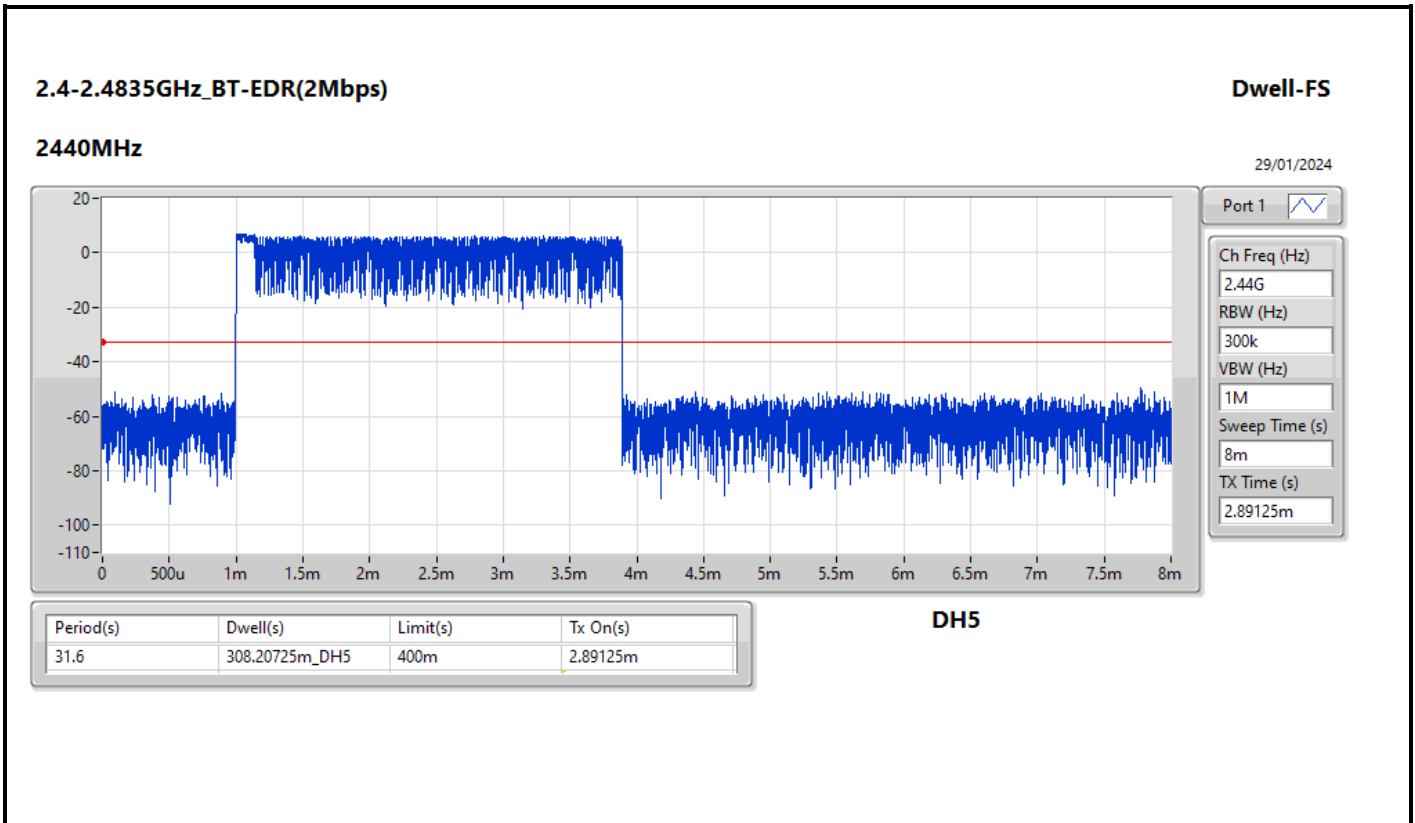 2.4-2.4835GHz_BT-EDR(2Mbps)
Dwell-FS
2440MHz
29/01/2024
20
0
-20
-40
-60
-80
-100
-110
0 500u 1m 1.5m 2m 2.5m 3m 3.5m 4m 4.5m 5m 5.5m 6m 6.5m 7m 7.5m 8m
Port 1
Ch Freq (Hz)
2.44G
RBW (Hz)
300k
VBW (Hz)
1M
Sweep Time (s)
8m
TX Time (s)
2.89125m
DH5
Period(s) Dwell(s) Limit(s) Tx On(s)
31.6 308.20725m_DH5 400m 2.89125m